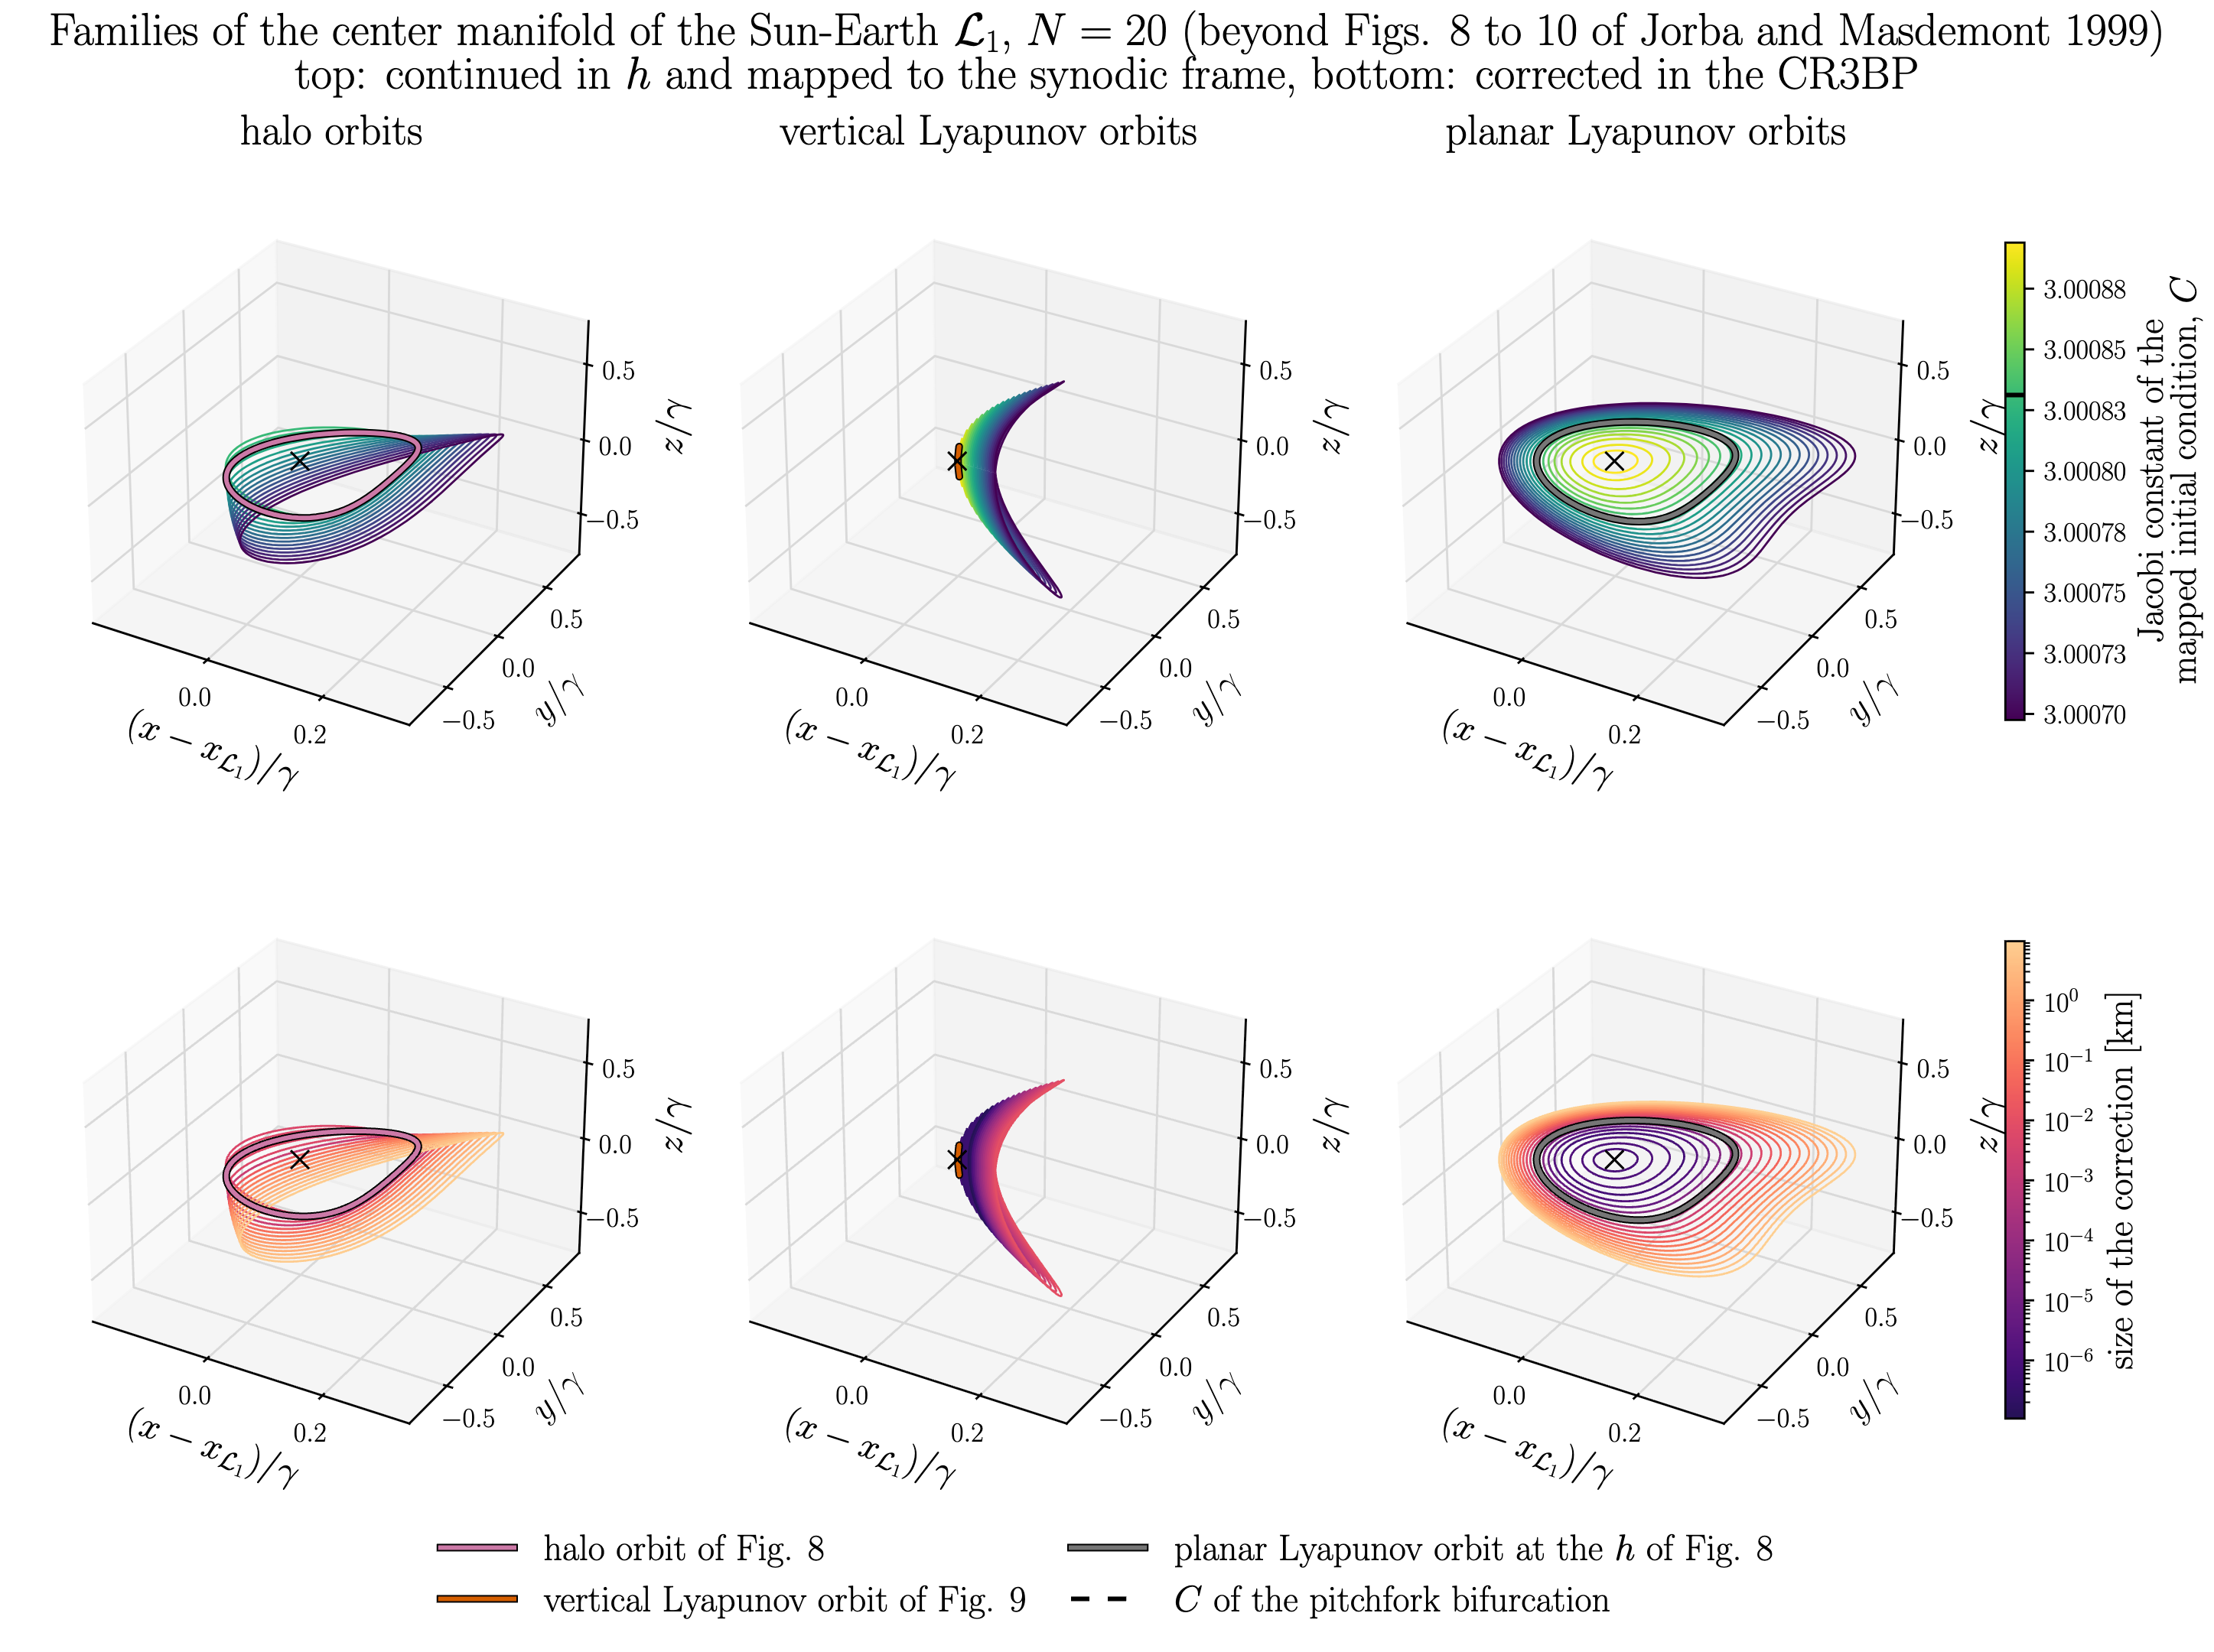 Families of the center manifold of the Sun-Earth 𝓛₁, N = 20 (beyond Figs. 8 to 10 of Jorba and Masdemont 1999)
top: continued in h and mapped to the synodic frame, bottom: corrected in the CR3BP
halo orbits
vertical Lyapunov orbits
planar Lyapunov orbits
0.5
0.0
−0.5
z/γ
0.5
0.0
−0.5
y/γ
0.0
0.2
(x − x𝓛₁)/γ
0.5
0.0
−0.5
z/γ
0.5
0.0
−0.5
y/γ
0.0
0.2
(x − x𝓛₁)/γ
0.5
0.0
−0.5
z/γ
0.5
0.0
−0.5
y/γ
0.0
0.2
(x − x𝓛₁)/γ
3.00088
3.00085
3.00083
3.00080
3.00078
3.00075
3.00073
3.00070
Jacobi constant of the
mapped initial condition, C
0.5
0.0
−0.5
z/γ
0.5
0.0
−0.5
y/γ
0.0
0.2
(x − x𝓛₁)/γ
0.5
0.0
−0.5
z/γ
0.5
0.0
−0.5
y/γ
0.0
0.2
(x − x𝓛₁)/γ
0.5
0.0
−0.5
z/γ
0.5
0.0
−0.5
y/γ
0.0
0.2
(x − x𝓛₁)/γ
10⁰
10⁻¹
10⁻²
10⁻³
10⁻⁴
10⁻⁵
10⁻⁶
size of the correction [km]
halo orbit of Fig. 8
vertical Lyapunov orbit of Fig. 9
planar Lyapunov orbit at the h of Fig. 8
C of the pitchfork bifurcation